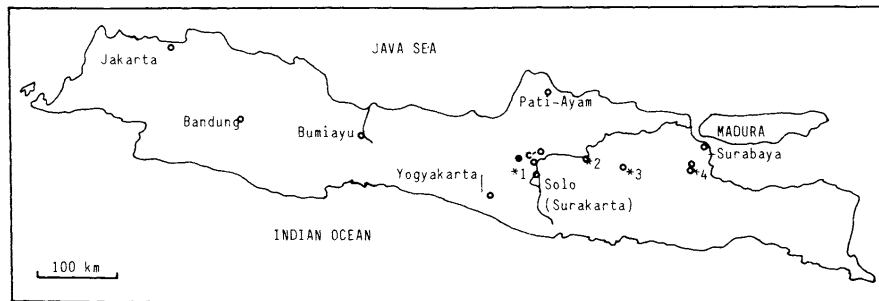 JAVA SEA
Jakarta
Pati-Ayam
Bandung
Bumiayu
MADURA
Surabaya
*1
*2
*3
*4
Yogyakarta
Solo
(Surakarta)
INDIAN OCEAN
100 km